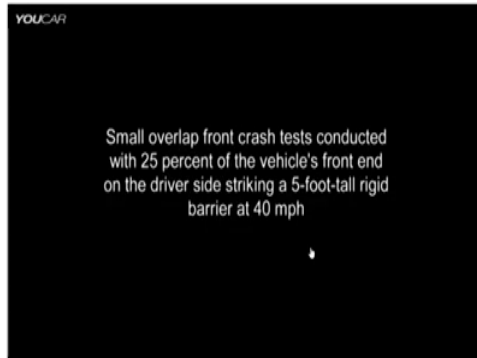 YOUCAR
Small overlap front crash tests conducted
with 25 percent of the vehicle's front end
on the driver side striking a 5-foot-tall rigid
barrier at 40 mph